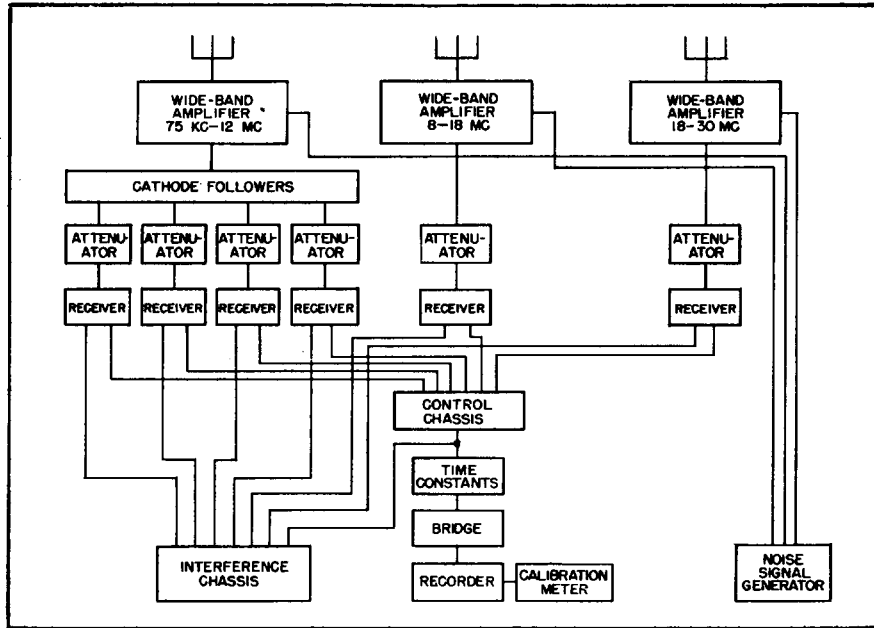 WIDE-BAND
AMPLIFIER
75 KC-12 MC
WIDE-BAND
AMPLIFIER
8-18 MC
WIDE-BAND
AMPLIFIER
18-30 MC
CATHODE FOLLOWERS
ATTENU-
ATOR
ATTENU-
ATOR
ATTENU-
ATOR
ATTENU-
ATOR
ATTENU-
ATOR
ATTENU-
ATOR
RECEIVER
RECEIVER
RECEIVER
RECEIVER
RECEIVER
RECEIVER
CONTROL
CHASSIS
TIME
CONSTANTS
BRIDGE
INTERFERENCE
CHASSIS
RECORDER
CALIBRATION
METER
NOISE
SIGNAL
GENERATOR